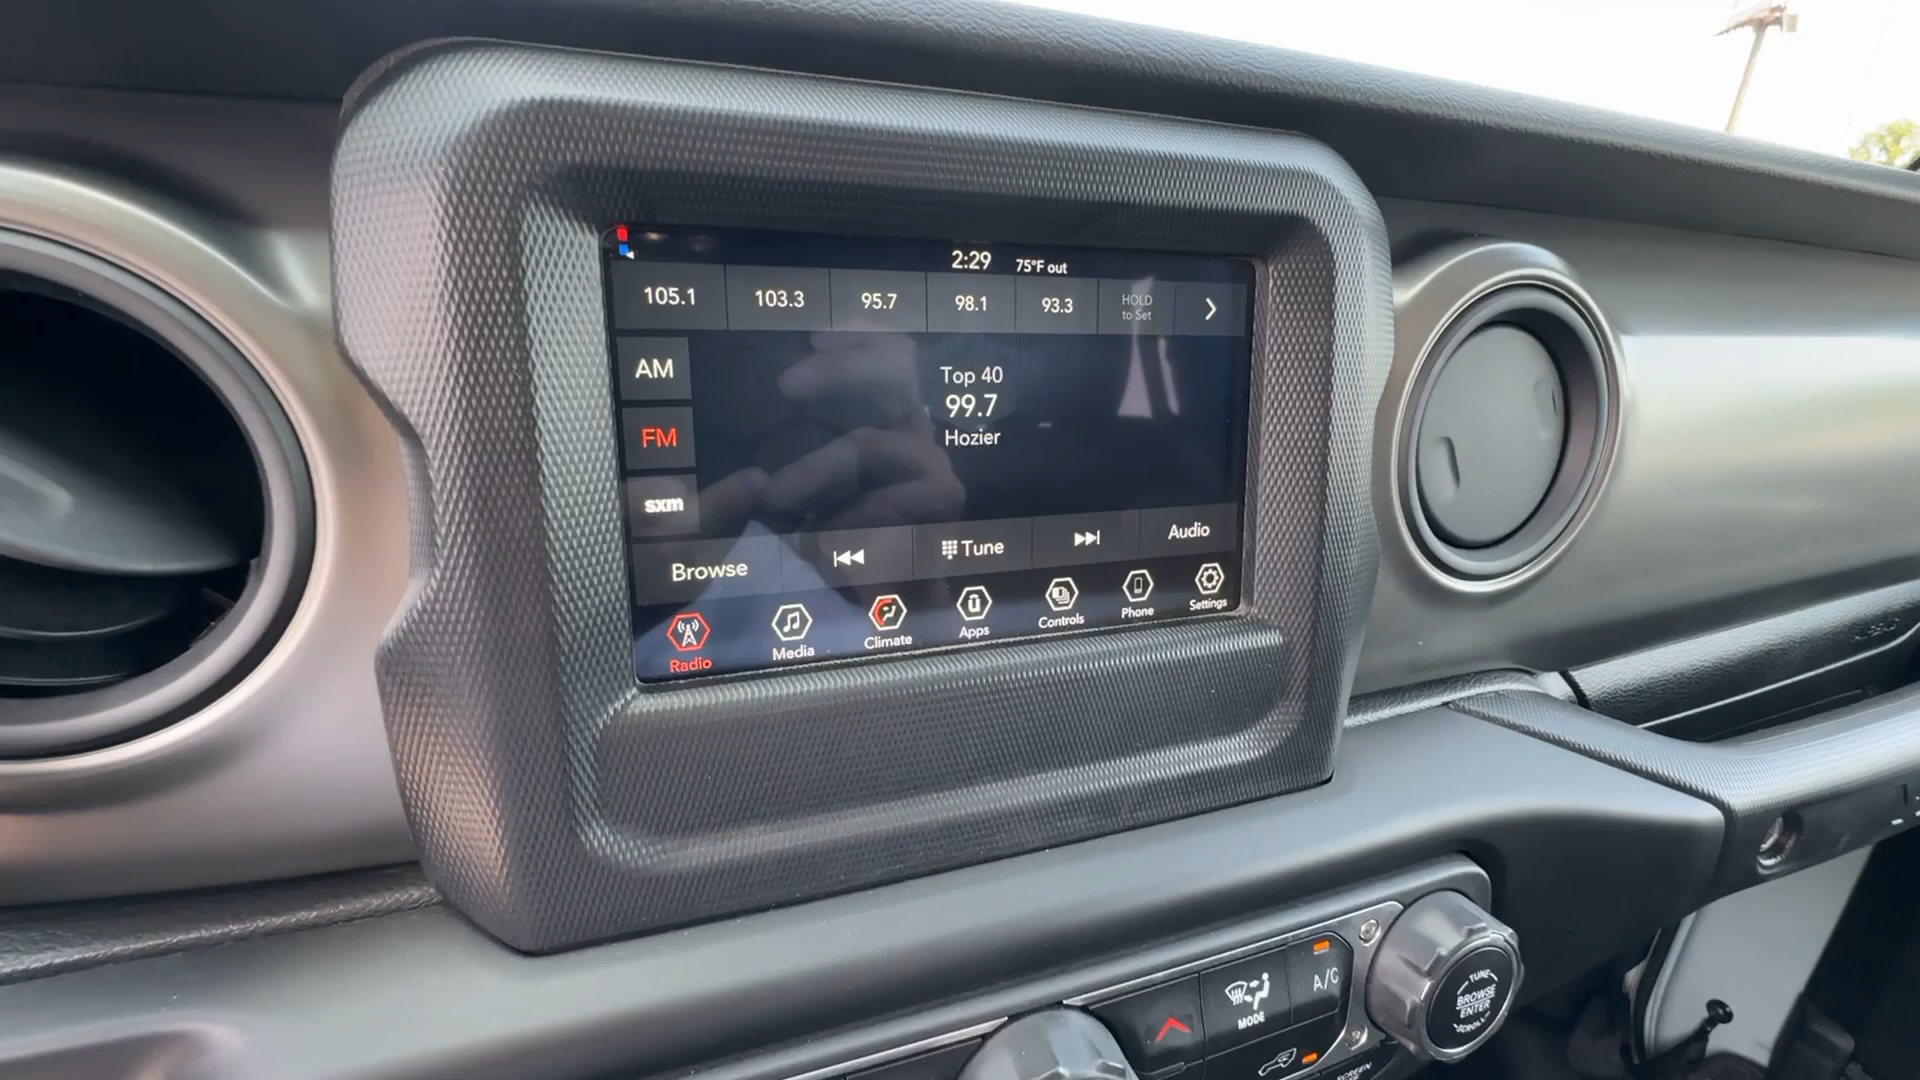 2:29 75°F out
105.1 103.3 95.7 98.1 93.3 HOLD
to Set
AM
Top 40
99.7
FM
Hozier
sxm
Browse Tune Audio
Radio Media Climate Apps Controls Phone Settings
A/C
MODE
TUNE
BROWSE
ENTER
SCROLL
SCREEN